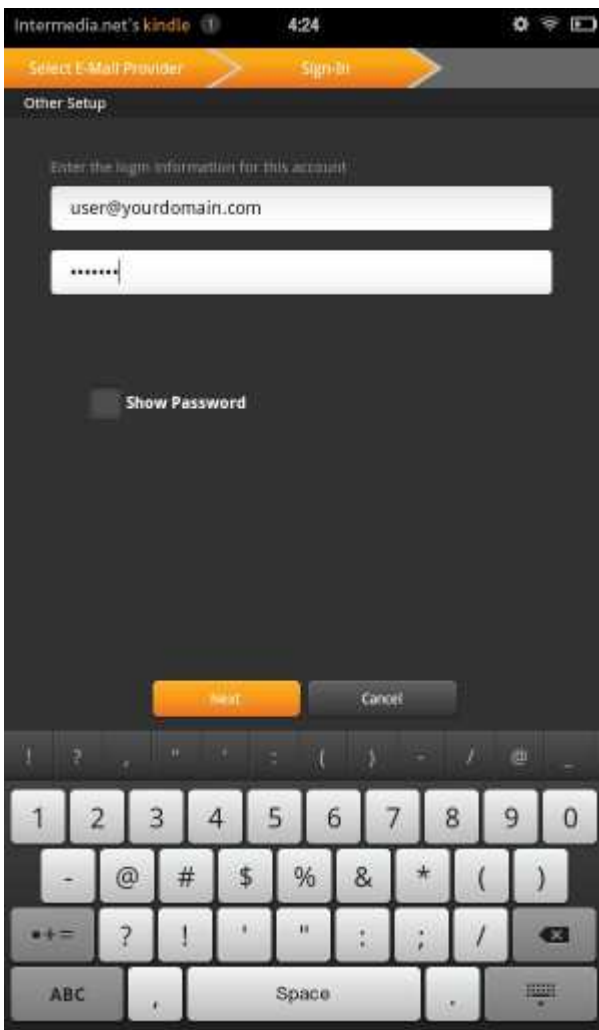 Intermedia.net's kindle 1 4:24
Select E-Mail Provider Sign-In
Other Setup
Enter the login information for this account
user@yourdomain.com
•••••••
Show Password
Next Cancel
! ? , " ' : ( ) - / @ _
1 2 3 4 5 6 7 8 9 0
- @ # $ % & * ( )
•+= ? ! ' " : ; /
ABC , Space .